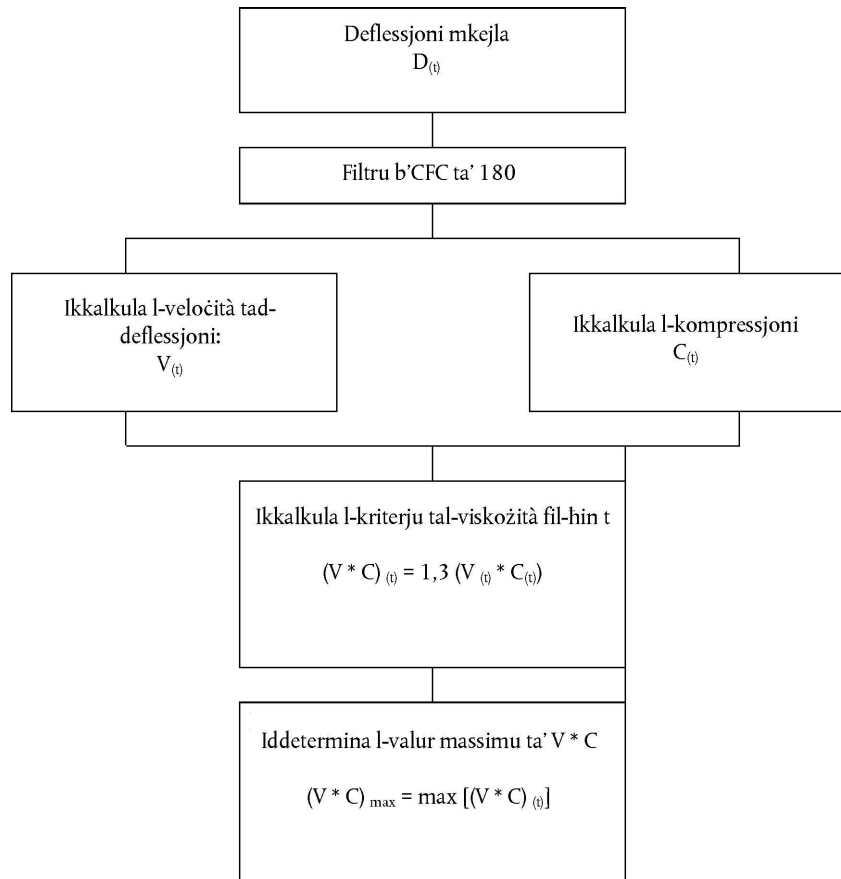 Deflessjoni mkejla
D(t)
Filtru b’CFC ta’ 180
Ikkalkula l-veloċità tad-
deflessjoni:
V (t)
Ikkalkula l-kompressjoni
C(t)
Ikkalkula l-kriterju tal-viskożità fil-ħin t
(V * C) (t) = 1,3 (V (t) * C(t))
Iddetermina l-valur massimu ta’ V * C
(V * C) max = max [(V * C) (t)]